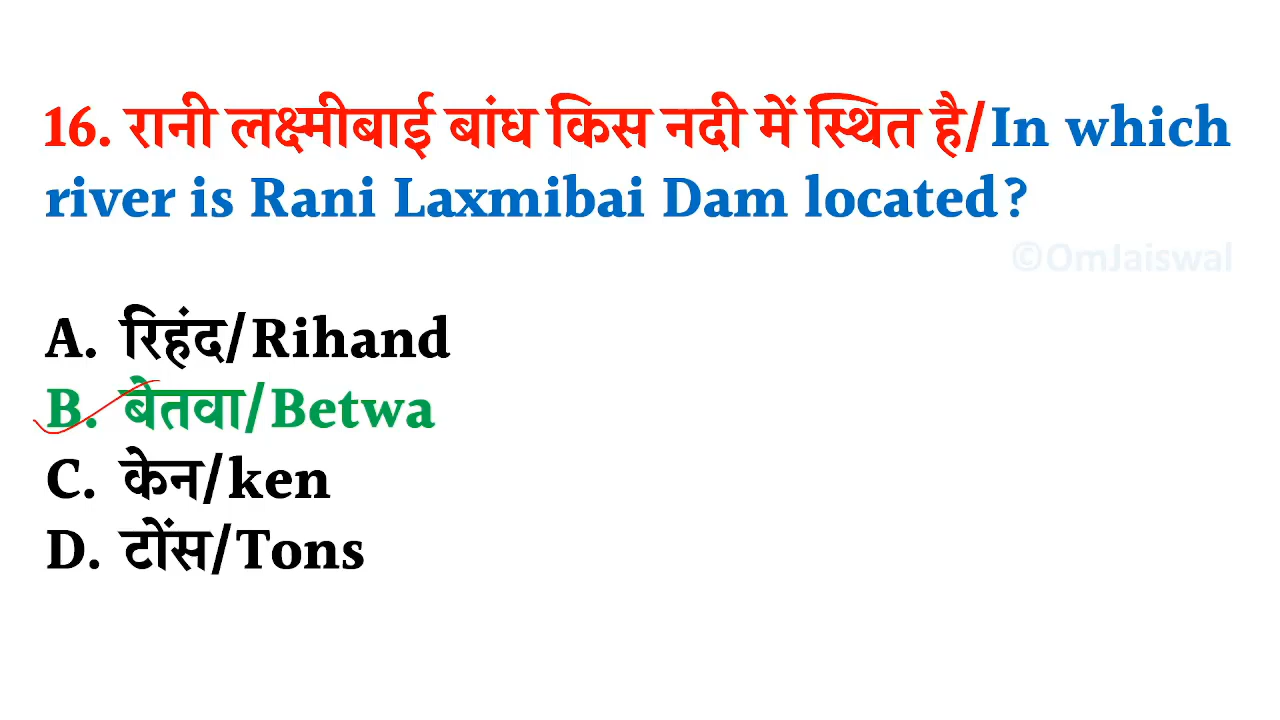 16. रानी लक्ष्मीबाई बांध किस नदी में स्थित है/In which
river is Rani Laxmibai Dam located?
©OmJaiswal
A. रिहंद/Rihand
B. बेतवा/Betwa
C. केन/ken
D. टोंस/Tons